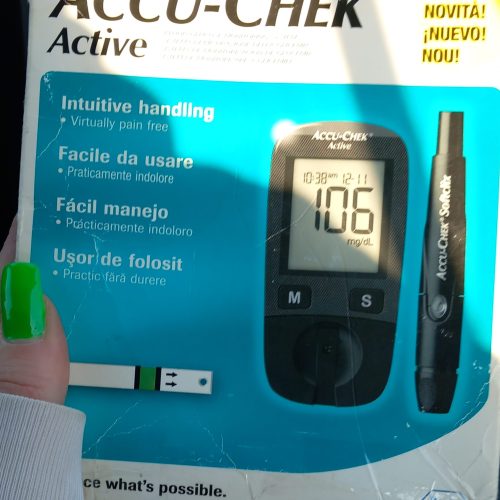 ACCU-CHEK
Active
NOVITÀ!
¡NUEVO!
NOU!
Intuitive handling
• Virtually pain free
Facile da usare
• Praticamente indolore
Fácil manejo
• Prácticamente indoloro
Uşor de folosit
• Practic fără durere
ACCU-CHEK®
Active
10:38am 12-11
106
mg/dL
M
S
ACCU-CHEK® Softclix
ce what's possible.